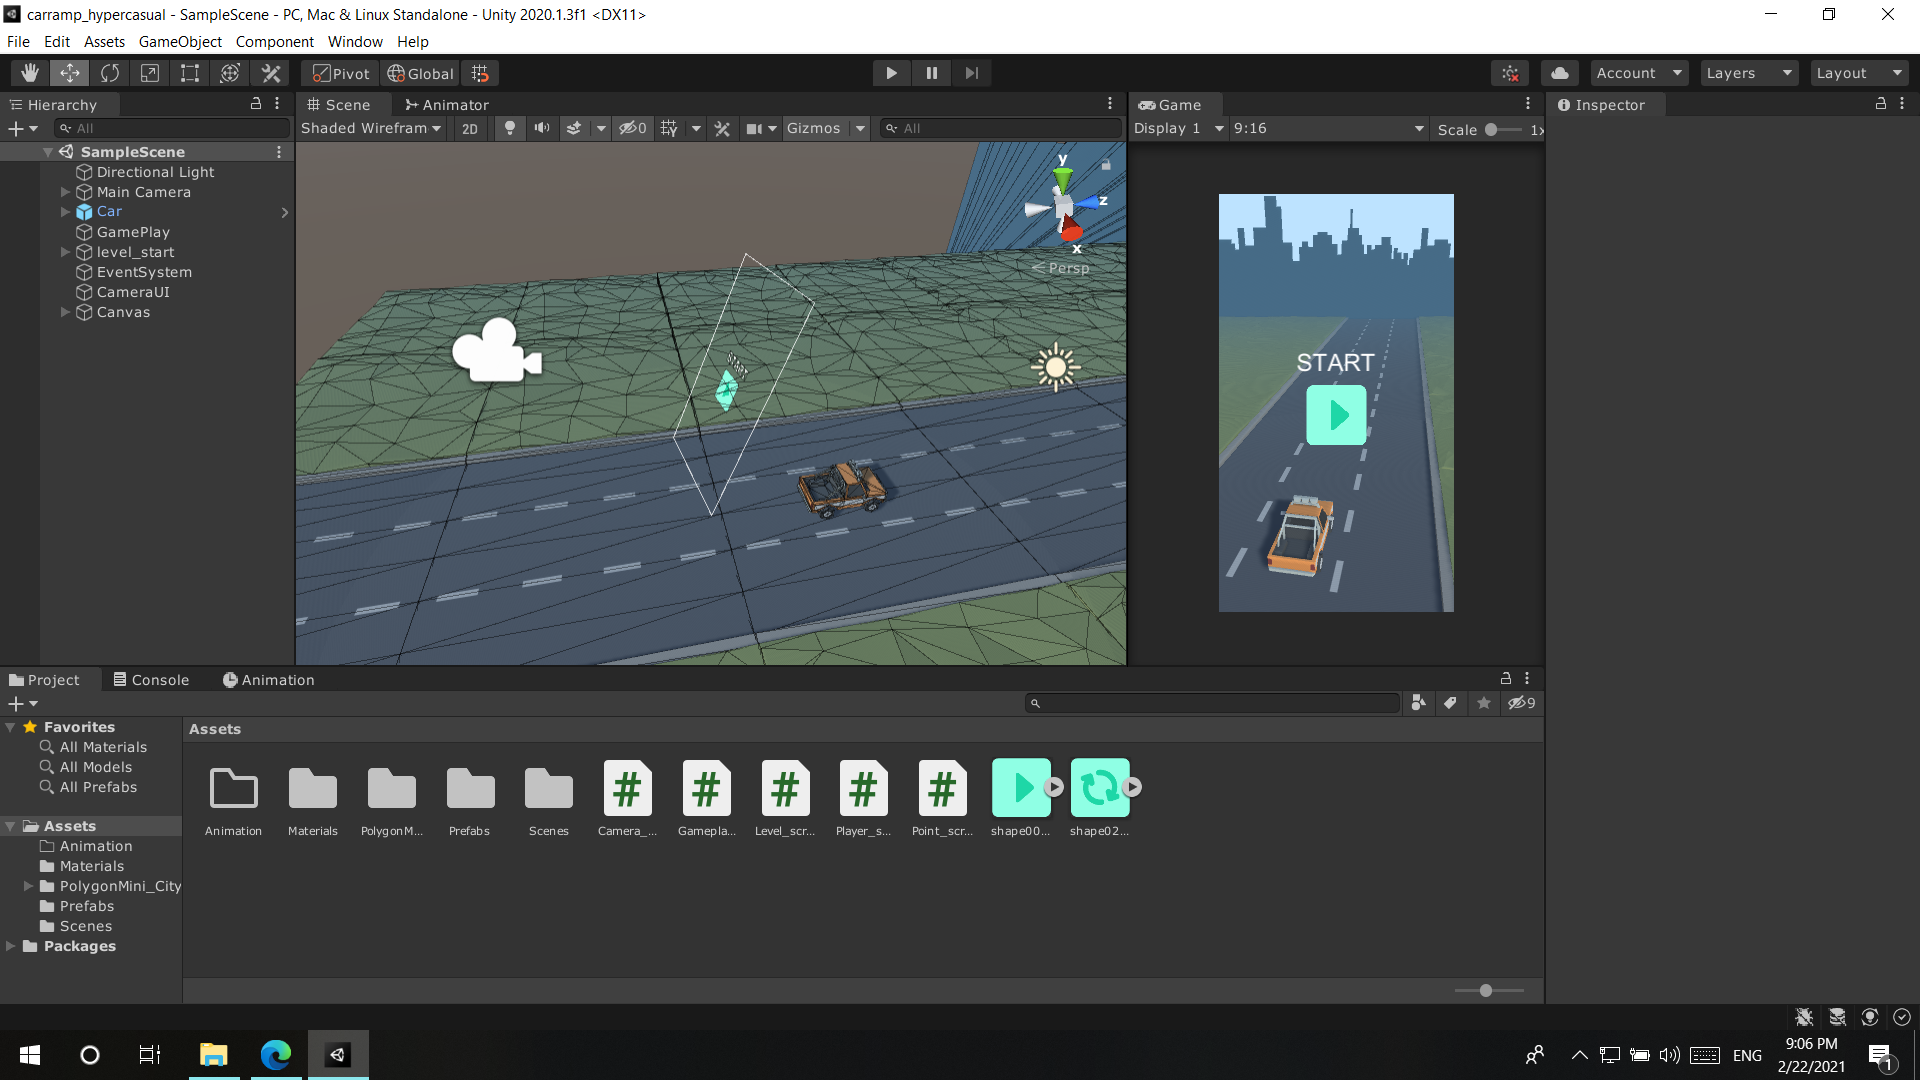 carramp_hypercasual - SampleScene - PC, Mac & Linux Standalone - Unity 2020.1.3f1 <DX11>
File Edit Assets GameObject Component Window Help
Pivot Global Account Layers Layout
Hierarchy Scene Animator Game Inspector
All Shaded Wirefram 2D 0 Gizmos All Display 1 9:16 Scale 1x
SampleScene
Directional Light
Main Camera
Car
GamePlay
level_start
EventSystem
CameraUI
Canvas
y
z
x
Persp
START
Project Console Animation
9
Favorites
All Materials
All Models
All Prefabs
Assets
Animation
Materials
PolygonMini_City
Prefabs
Scenes
Packages
Assets
Animation Materials PolygonM... Prefabs Scenes Camera_... Gamepla... Level_scr... Player_s... Point_scr... shape00... shape02...
ENG
9:06 PM
2/22/2021
1